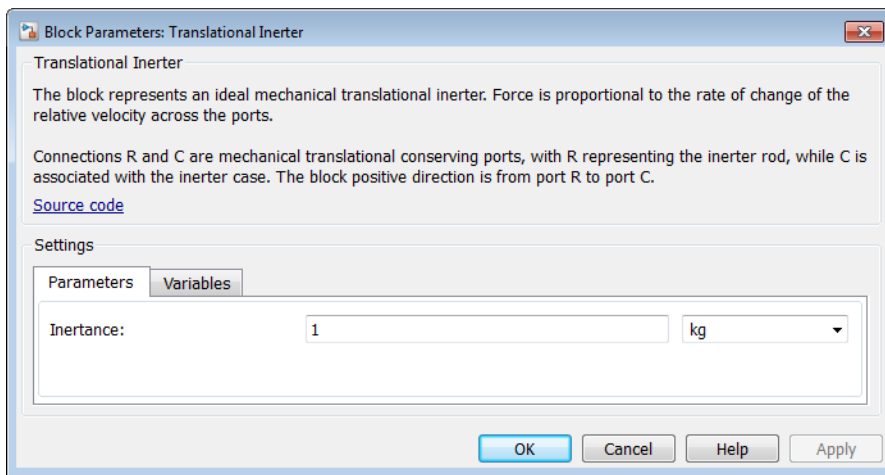 Block Parameters: Translational Inerter
Translational Inerter
The block represents an ideal mechanical translational inerter. Force is proportional to the rate of change of the
relative velocity across the ports.
Connections R and C are mechanical translational conserving ports, with R representing the inerter rod, while C is
associated with the inerter case. The block positive direction is from port R to port C.
Source code
Settings
Parameters Variables
Inertance: 1 kg
OK Cancel Help Apply